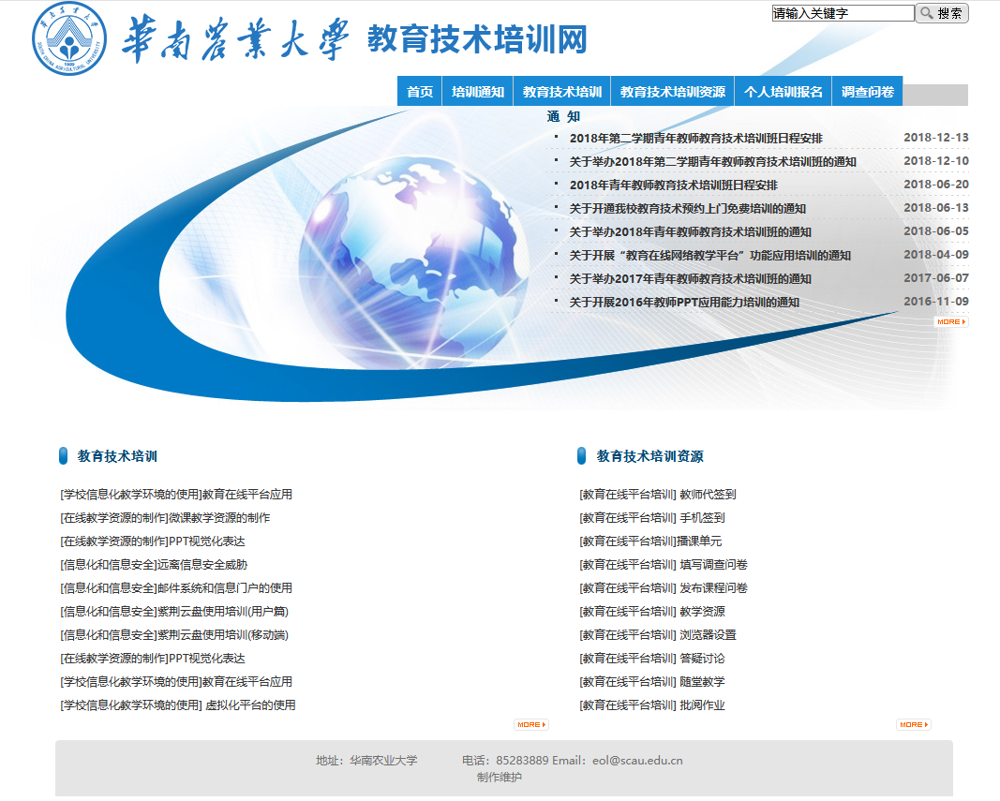 华南农业大学 教育技术培训网
SOUTH CHINA AGRICULTURAL UNIVERSITY
1909
请输入关键字 搜索
首页 培训通知 教育技术培训 教育技术培训资源 个人培训报名 调查问卷
通 知
2018年第二学期青年教师教育技术培训班日程安排 2018-12-13
关于举办2018年第二学期青年教师教育技术培训班的通知 2018-12-10
2018年青年教师教育技术培训班日程安排 2018-06-20
关于开通我校教育技术预约上门免费培训的通知 2018-06-13
关于举办2018年青年教师教育技术培训班的通知 2018-06-05
关于开展“教育在线网络教学平台”功能应用培训的通知 2018-04-09
关于举办2017年青年教师教育技术培训班的通知 2017-06-07
关于开展2016年教师PPT应用能力培训的通知 2016-11-09
MORE
教育技术培训
[学校信息化教学环境的使用]教育在线平台应用
[在线教学资源的制作]微课教学资源的制作
[在线教学资源的制作]PPT视觉化表达
[信息化和信息安全]远离信息安全威胁
[信息化和信息安全]邮件系统和信息门户的使用
[信息化和信息安全]紫荆云盘使用培训(用户篇)
[信息化和信息安全]紫荆云盘使用培训(移动端)
[在线教学资源的制作]PPT视觉化表达
[学校信息化教学环境的使用]教育在线平台应用
[学校信息化教学环境的使用] 虚拟化平台的使用
MORE
教育技术培训资源
[教育在线平台培训] 教师代签到
[教育在线平台培训] 手机签到
[教育在线平台培训]播课单元
[教育在线平台培训] 填写调查问卷
[教育在线平台培训] 发布课程问卷
[教育在线平台培训] 教学资源
[教育在线平台培训] 浏览器设置
[教育在线平台培训] 答疑讨论
[教育在线平台培训] 随堂教学
[教育在线平台培训] 批阅作业
MORE
地址：华南农业大学 电话：85283889 Email：eol@scau.edu.cn
制作维护